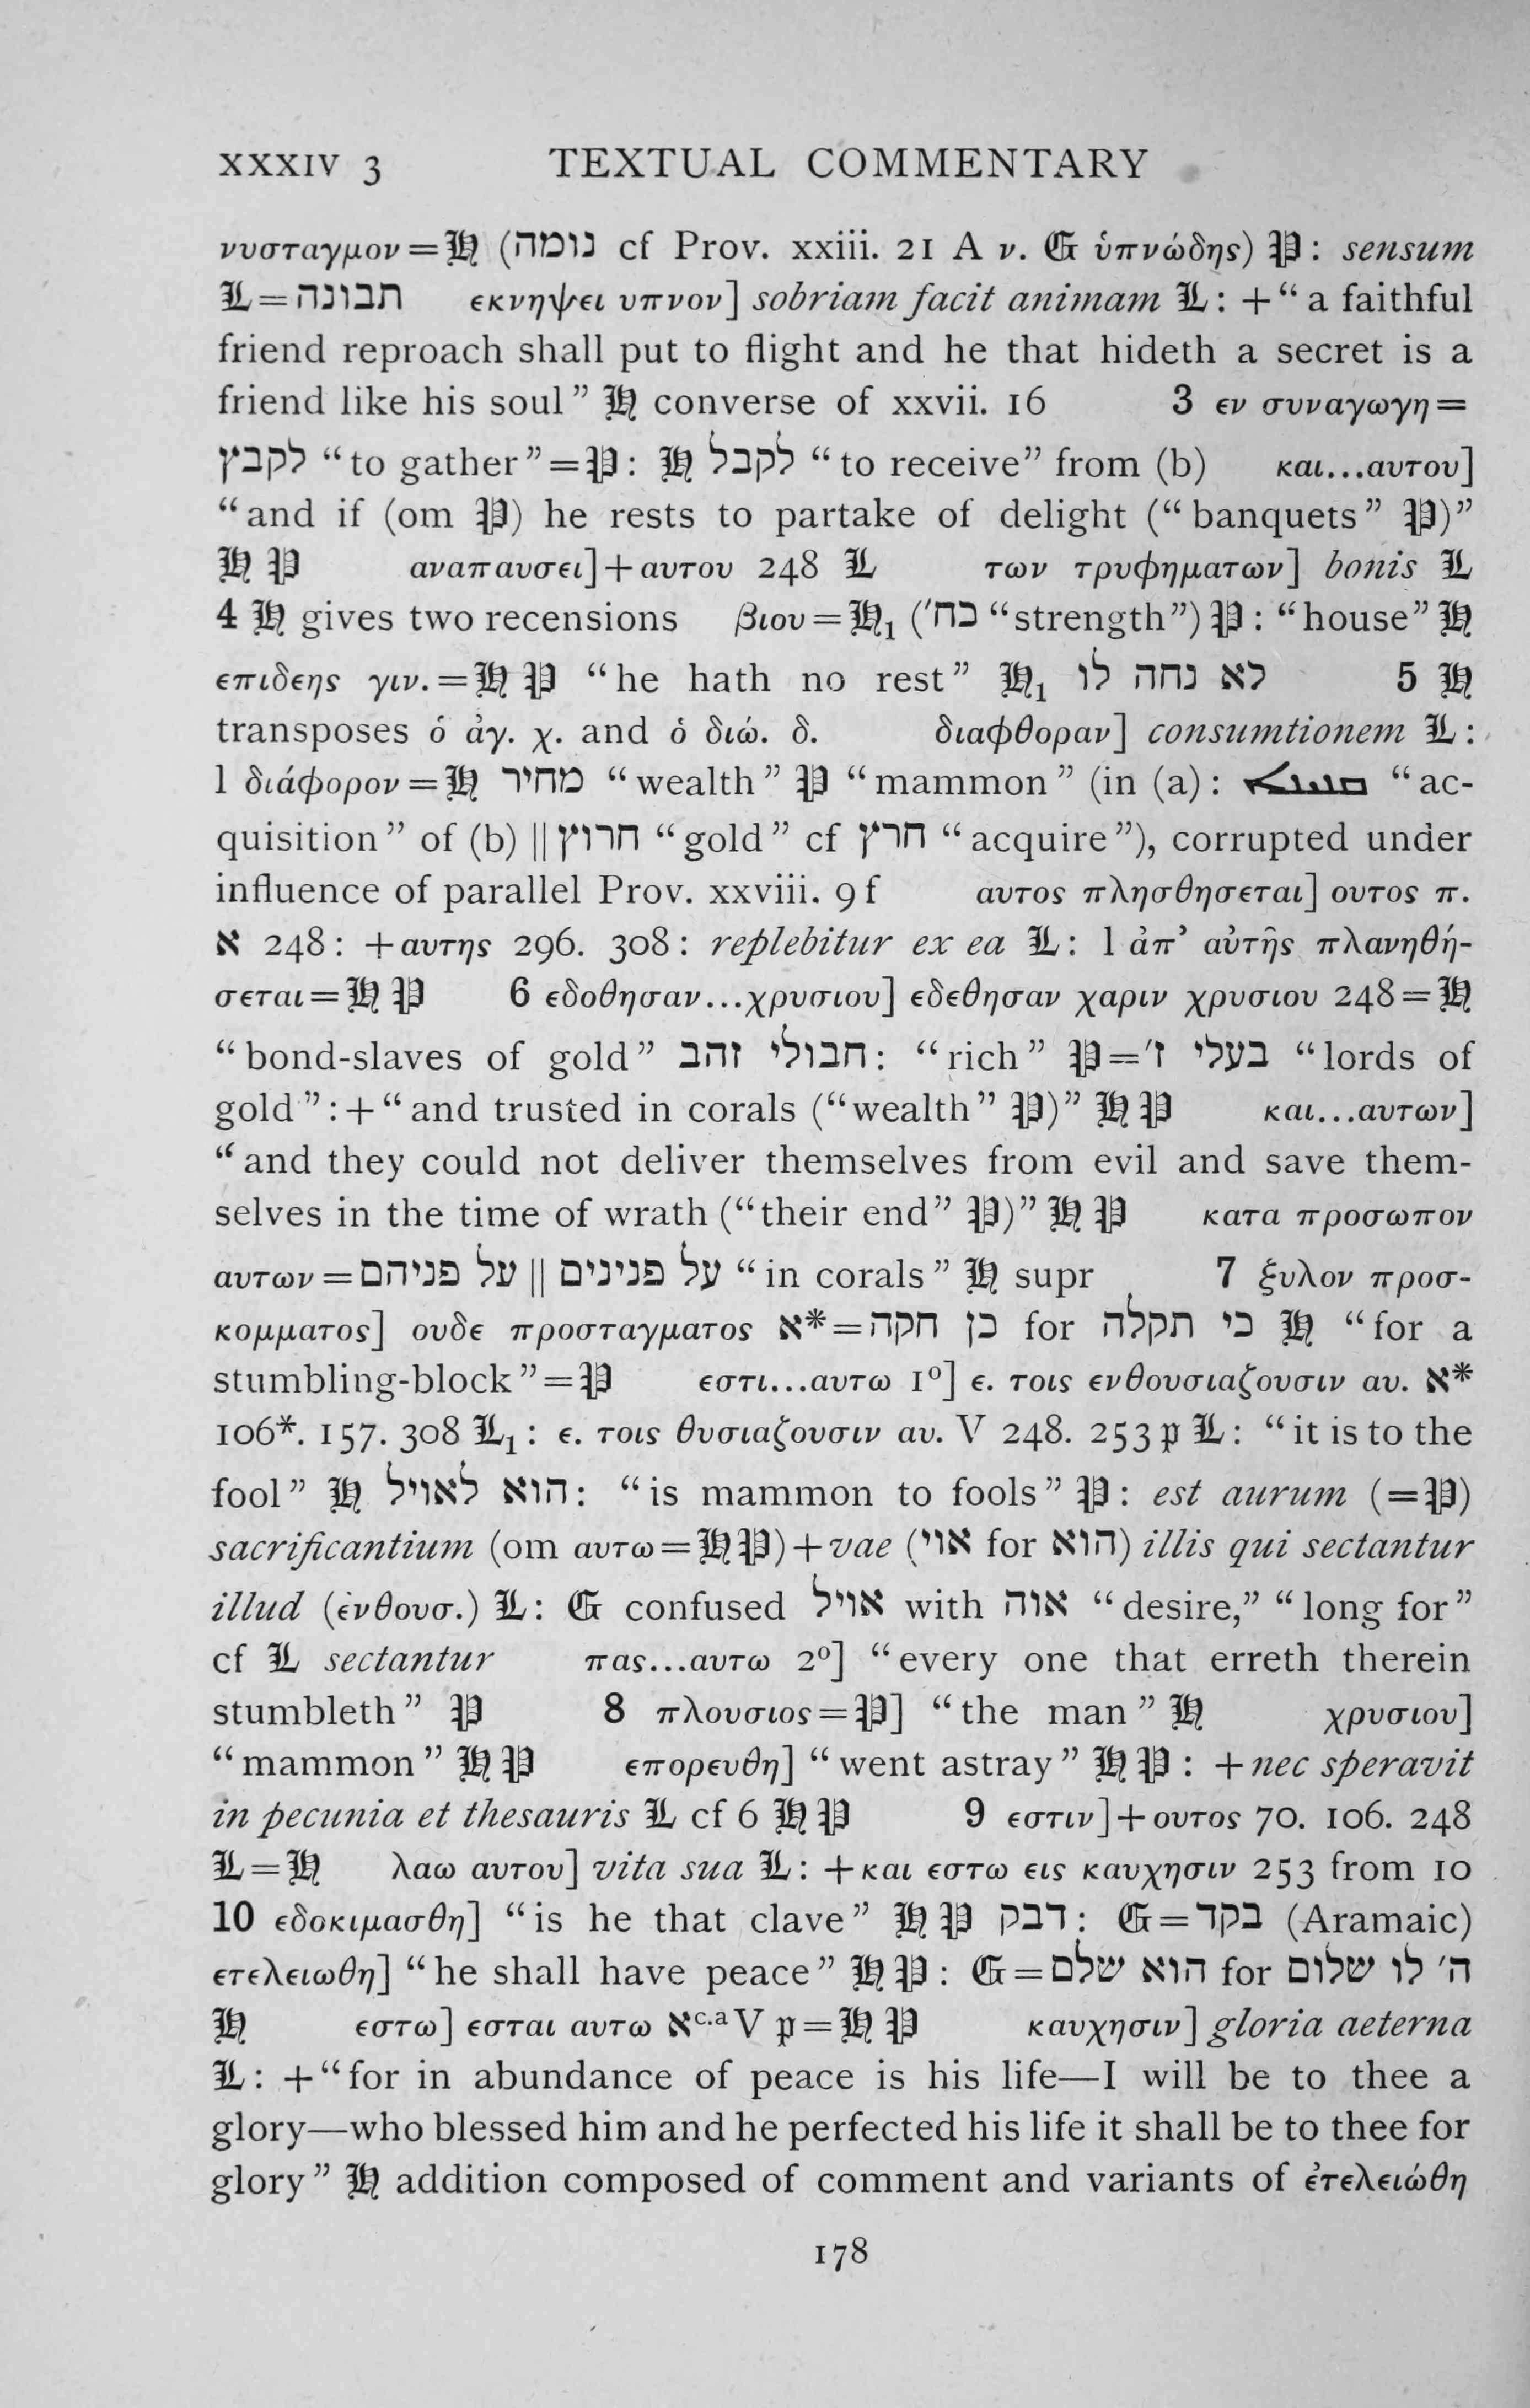 XXXIV 3 TEXTUAL COMMENTARY
νυσταγμον = 𝕳 (נומה cf Prov. xxiii. 21 A ν. 𝕲 ὑπνώδης) 𝕻 : sensum
𝕷 = תבונה εκνηψει υπνον] sobriam facit animam 𝕷 : + “ a faithful
friend reproach shall put to flight and he that hideth a secret is a
friend like his soul ” 𝕳 converse of xxvii. 16 3 εν συναγωγη =
לקבץ “ to gather ” = 𝕻 : 𝕳 לקבל “ to receive ” from (b) και...αυτου]
“ and if (om 𝕻) he rests to partake of delight (“ banquets ” 𝕻)”
𝕳 𝕻 αναπαυσει] + αυτου 248 𝕷 των τρυφηματων] bonis 𝕷
4 𝕳 gives two recensions βιου = 𝕳₁ (כח׳ “ strength ”) 𝕻 : “ house ” 𝕳
επιδεης γιν. = 𝕳 𝕻 “ he hath no rest ” 𝕳₁ לא נחה לו 5 𝕳
transposes ὁ ἀγ. χ. and ὁ διώ. δ. διαφθοραν] consumtionem 𝕷 :
l διάφορον = 𝕳 מחיר “ wealth ” 𝕻 “ mammon ” (in (a) : “ ac-
quisition ” of (b) || חרוץ “ gold ” cf חרץ “ acquire ”), corrupted under
influence of parallel Prov. xxviii. 9 f αυτος πλησθησεται] ουτος π.
א 248 : + αυτης 296. 308 : replebitur ex ea 𝕷 : l ἀπ’ αὐτῆς πλανηθή-
σεται = 𝕳 𝕻 6 εδοθησαν...χρυσιου] εδεθησαν χαριν χρυσιου 248 = 𝕳
“ bond-slaves of gold ” חבולי זהב : “ rich ” 𝕻 = בעלי ז׳ “ lords of
gold ” : + “ and trusted in corals (“ wealth ” 𝕻)” 𝕳 𝕻 και...αυτων]
“ and they could not deliver themselves from evil and save them-
selves in the time of wrath (“ their end ” 𝕻)” 𝕳 𝕻 κατα προσωπον
αυτων = על פניהם || על פנינים “ in corals ” 𝕳 supr 7 ξυλον προσ-
κομματος] ουδε προσταγματος א* = כן חקה for כי תקלה 𝕳 “ for a
stumbling-block ” = 𝕻 εστι...αυτω 1⁰] ε. τοις ενθουσιαζουσιν αυ. א*
106*. 157. 308 𝕷₁ : ε. τοις θυσιαζουσιν αυ. V 248. 253 𝔭 𝕷 : “ it is to the
fool ” 𝕳 הוא לאויל : “ is mammon to fools ” 𝕻 : est aurum (= 𝕻)
sacrificantium (om αυτω = 𝕳 𝕻) + vae (אוי for הוא) illis qui sectantur
illud (ἐνθουσ.) 𝕷 : 𝕲 confused אויל with אוה “ desire,” “ long for ”
cf 𝕷 sectantur πας...αυτω 2⁰] “ every one that erreth therein
stumbleth ” 𝕻 8 πλουσιος = 𝕻] “ the man ” 𝕳 χρυσιου]
“ mammon ” 𝕳 𝕻 επορευθη] “ went astray ” 𝕳 𝕻 : + nec speravit
in pecunia et thesauris 𝕷 cf 6 𝕳 𝕻 9 εστιν] + ουτος 70. 106. 248
𝕷 = 𝕳 λαω αυτου] vita sua 𝕷 : + και εστω εις καυχησιν 253 from 10
10 εδοκιμασθη] “ is he that clave ” 𝕳 𝕻 דבק : 𝕲 = בקד (Aramaic)
ετελειωθη] “ he shall have peace ” 𝕳 𝕻 : 𝕲 = הוא שלם for ה׳ לו שלום
𝕳 εστω] εσται αυτω א c.a V 𝔭 = 𝕳 𝕻 καυχησιν] gloria aeterna
𝕷 : + “ for in abundance of peace is his life—I will be to thee a
glory—who blessed him and he perfected his life it shall be to thee for
glory ” 𝕳 addition composed of comment and variants of ἐτελειώθη
178